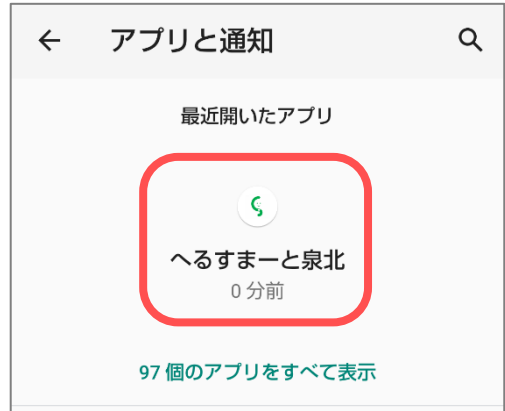 アプリと通知
最近開いたアプリ
へるすまーと泉北
0 分前
97 個のアプリをすべて表示